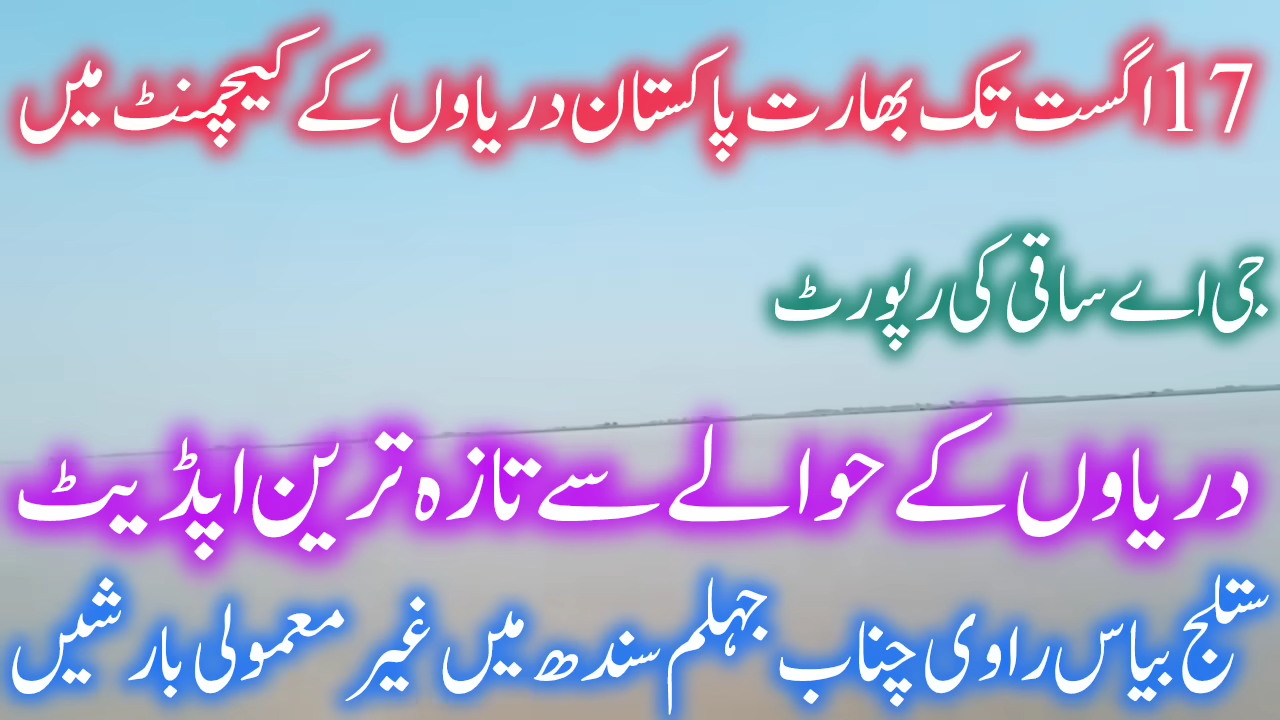 17 اگست تک بھارت پاکستان دریاوں کے کیچمنٹ میں
جی اے ساقی کی رپورٹ
دریاوں کے حوالے سے تازہ ترین اپڈیٹ
ستلج بیاس راوی چناب جہلم سندھ میں غیر معمولی بارشیں